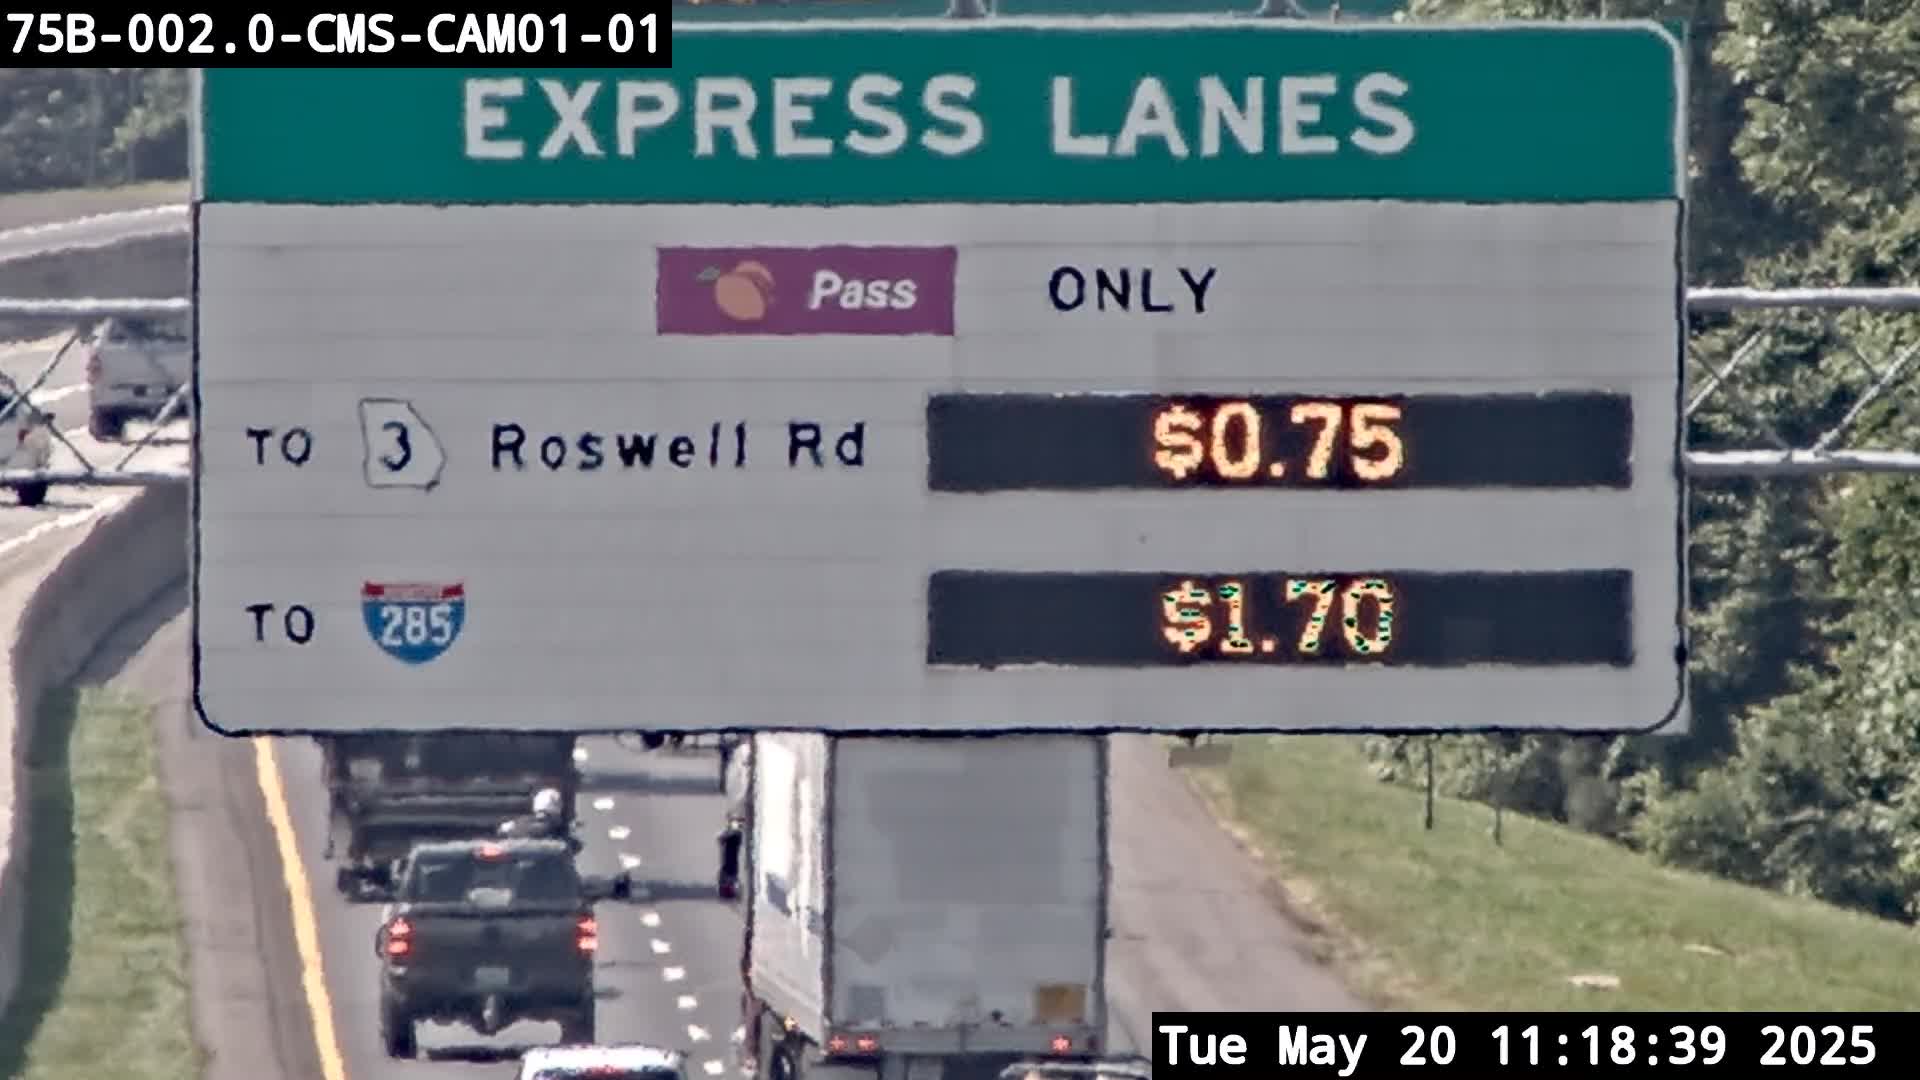 75B-002.0-CMS-CAM01-01
EXPRESS LANES
Pass ONLY
TO 3 Roswell Rd $0.75
TO 285 $1.70
Tue May 20 11:18:39 2025